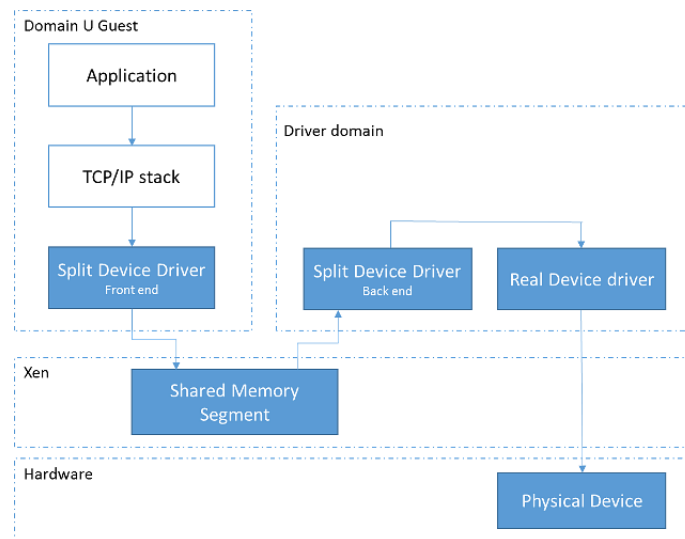 Domain U Guest
Application
TCP/IP stack
Split Device Driver
Front end
Driver domain
Split Device Driver
Back end
Real Device driver
Xen
Shared Memory
Segment
Hardware
Physical Device